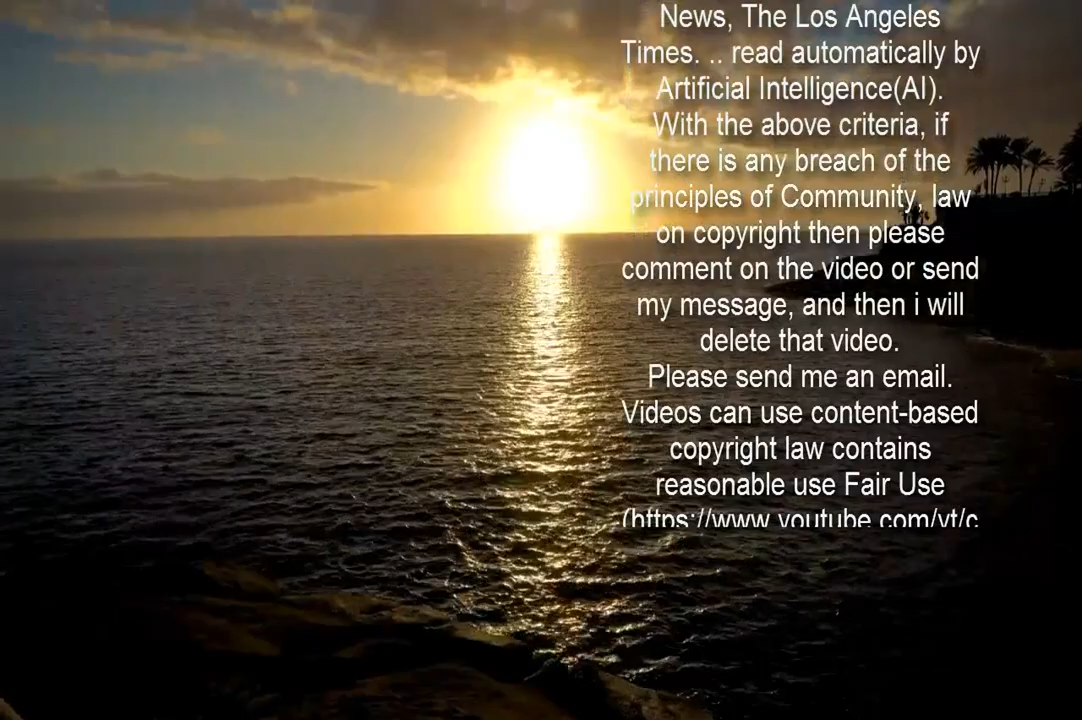 News, The Los Angeles
Times. .. read automatically by
Artificial Intelligence(AI).
With the above criteria, if
there is any breach of the
principles of Community, law
on copyright then please
comment on the video or send
my message, and then i will
delete that video.
Please send me an email.
Videos can use content-based
copyright law contains
reasonable use Fair Use
(https://www.youtube.com/yt/c